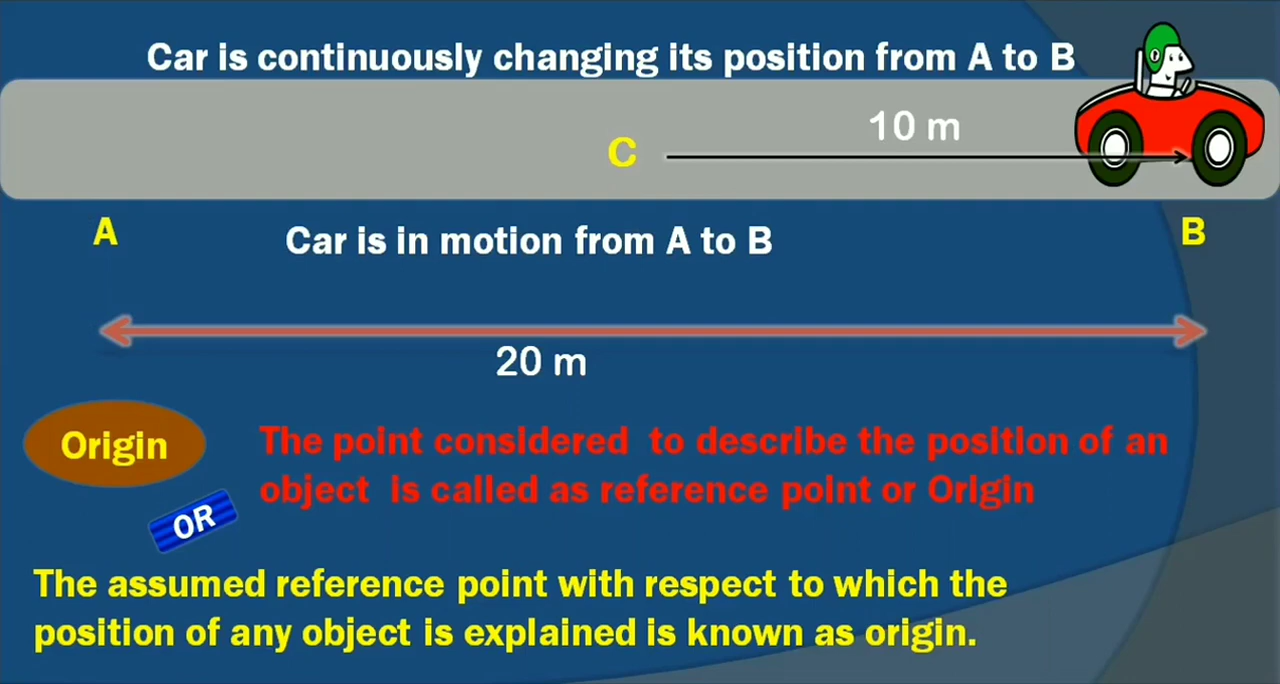 Car is continuously changing its position from A to B
10 m
C
A
B
Car is in motion from A to B
20 m
Origin
The point considered to describe the position of an
object is called as reference point or Origin
OR
The assumed reference point with respect to which the
position of any object is explained is known as origin.